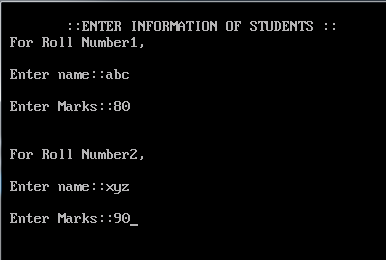 ::ENTER INFORMATION OF STUDENTS ::
For Roll Number1,
Enter name::abc
Enter Marks::80
For Roll Number2,
Enter name::xyz
Enter Marks::90_